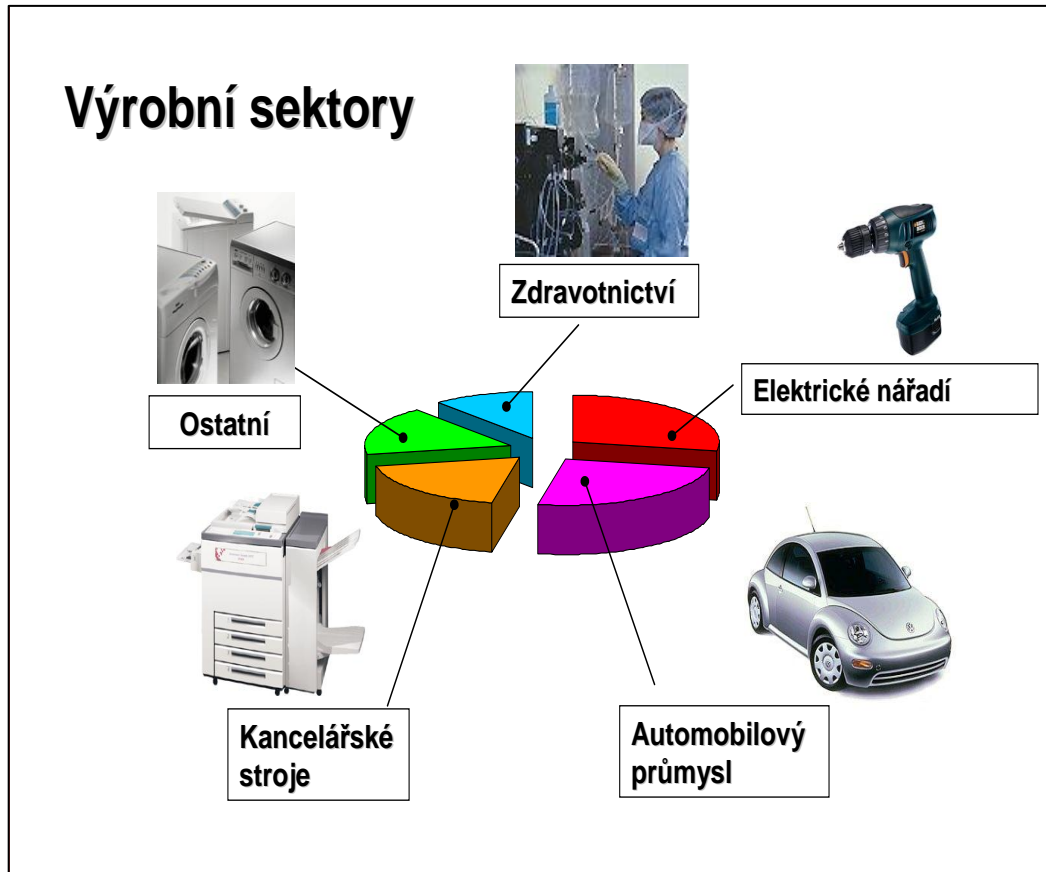 Výrobní sektory
Zdravotnictví
Elektrické nářadí
Ostatní
Kancelářské
stroje
Automobilový
průmysl